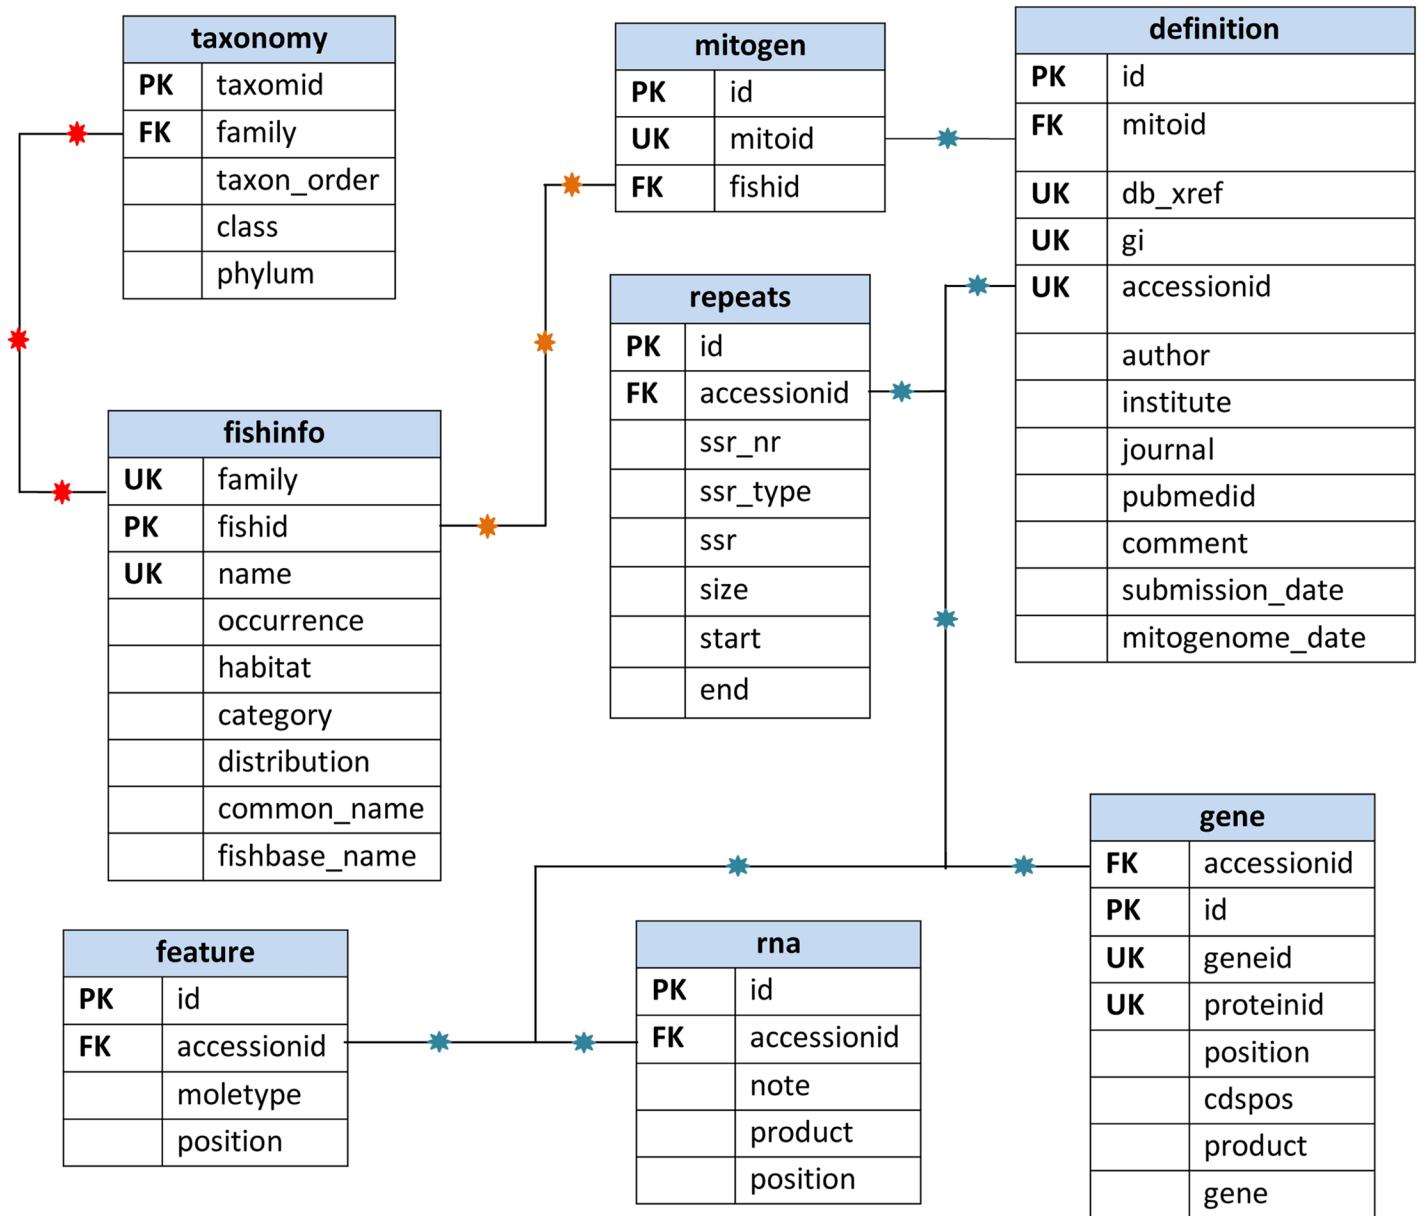 taxonomy
PK taxomid
FK family
taxon_order
class
phylum
mitogen
PK id
UK mitoid
FK fishid
definition
PK id
FK mitoid
UK db_xref
UK gi
UK accessionid
author
institute
journal
pubmedid
comment
submission_date
mitogenome_date
repeats
PK id
FK accessionid
ssr_nr
ssr_type
ssr
size
start
end
fishinfo
UK family
PK fishid
UK name
occurrence
habitat
category
distribution
common_name
fishbase_name
feature
PK id
FK accessionid
moletype
position
rna
PK id
FK accessionid
note
product
position
gene
FK accessionid
PK id
UK geneid
UK proteinid
position
cdspos
product
gene